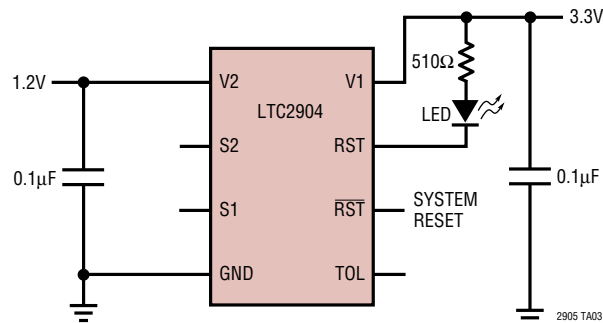 3.3V
510Ω
1.2V
V2
V1
LTC2904
LED
S2
RST
0.1μF
0.1μF
S1
R̅S̅T̅
SYSTEM
RESET
GND
TOL
2905 TA03